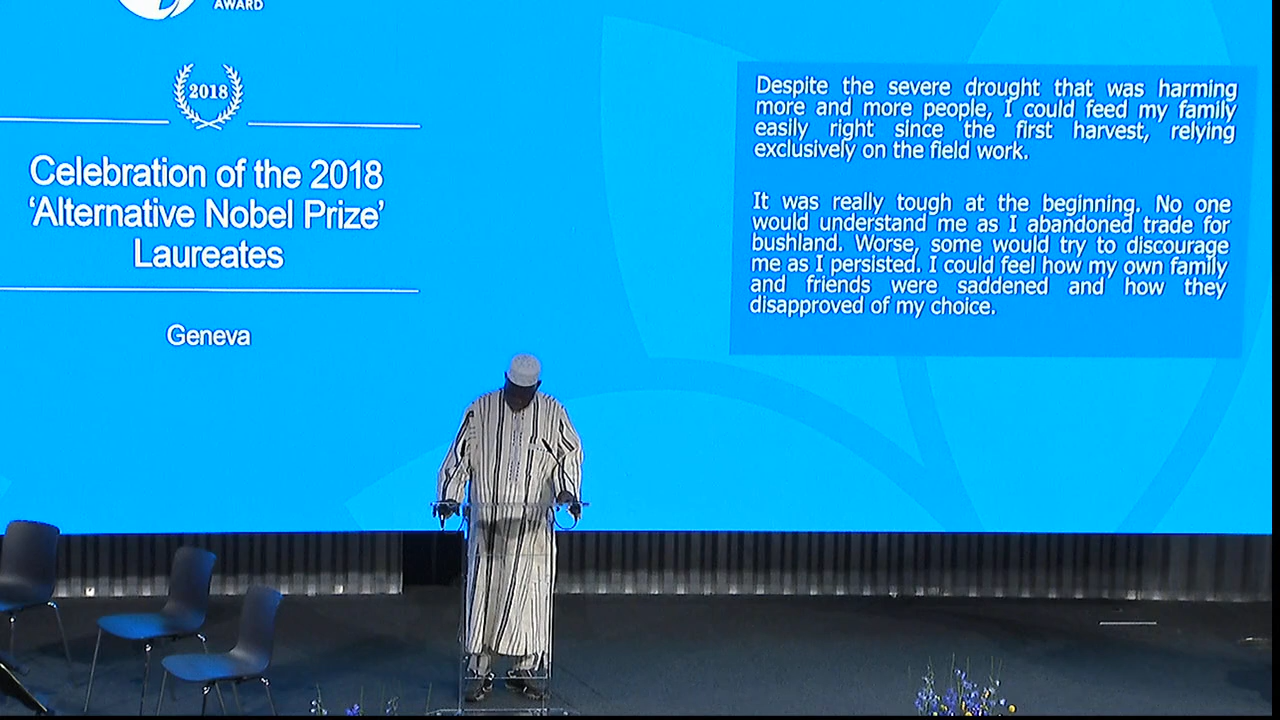 AWARD
2018
Celebration of the 2018
‘Alternative Nobel Prize’
Laureates
Geneva
Despite the severe drought that was harming
more and more people, I could feed my family
easily right since the first harvest, relying
exclusively on the field work.
It was really tough at the beginning. No one
would understand me as I abandoned trade for
bushland. Worse, some would try to discourage
me as I persisted. I could feel how my own family
and friends were saddened and how they
disapproved of my choice.